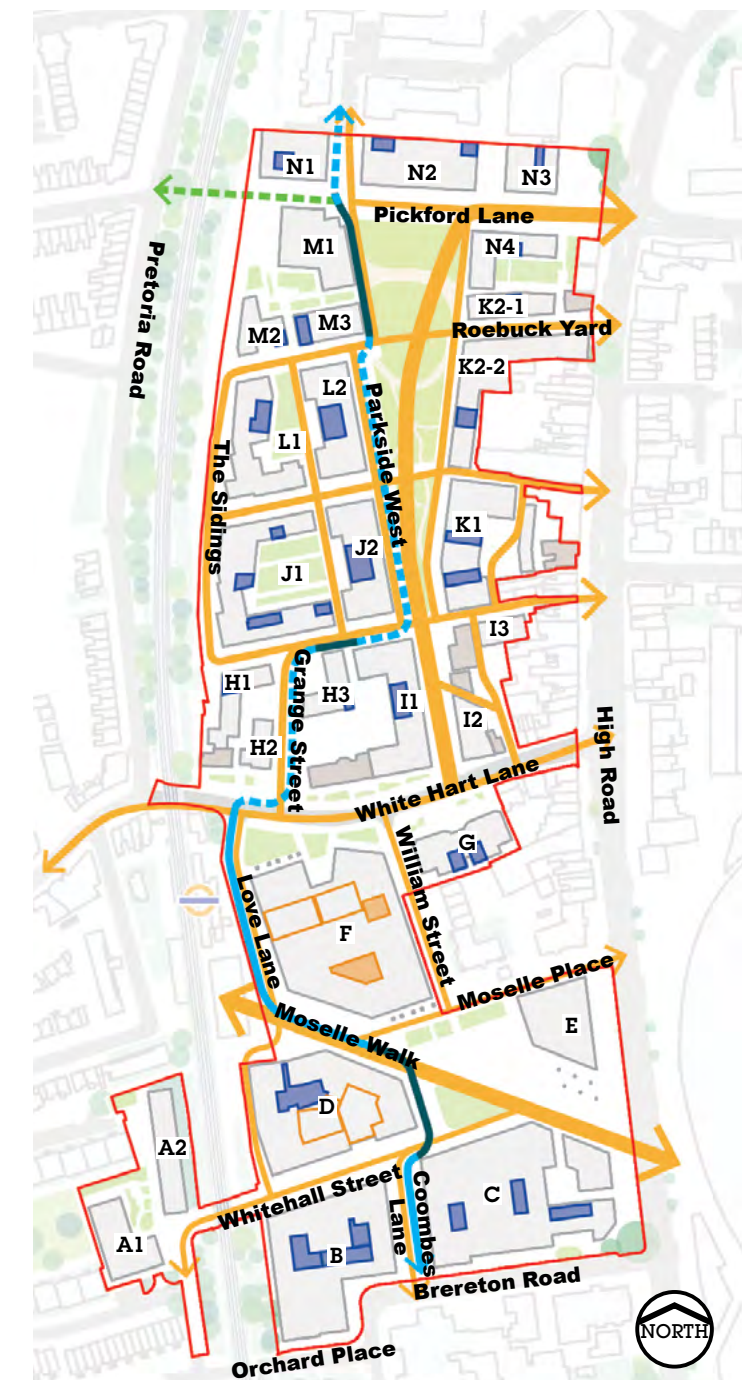 N1
N2
N3
Pickford Lane
M1
N4
Pretoria Road
K2-1
M2
M3
Roebuck Yard
K2-2
L2
Parkside West
L1
The Sidings
K1
J2
J1
I3
Grange Street
H1
H3
I1
I2
H2
High Road
White Hart Lane
G
William Street
Love Lane
F
Moselle Place
E
Moselle Walk
D
A2
Whitehall Street
Coombes
Lane
C
A1
B
Brereton Road
Orchard Place
NORTH